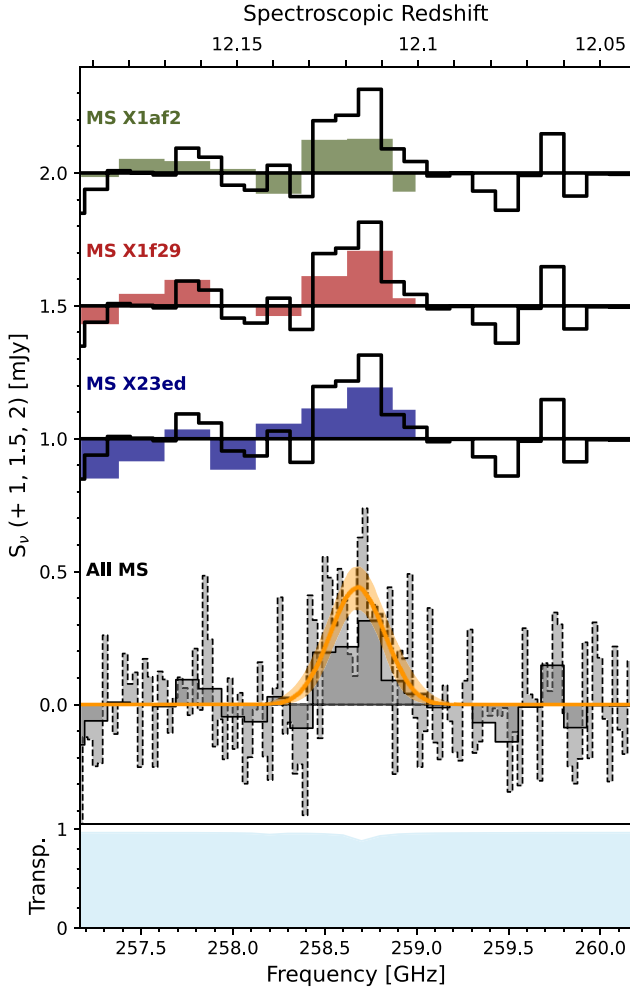 Spectroscopic Redshift
12.15 12.1 12.05
MS X1af2
2.0
MS X1f29
1.5
MS X23ed
1.0
S_ν (+ 1, 1.5, 2) [mJy]
All MS
0.5
0.0
1
Transp.
0
257.5 258.0 258.5 259.0 259.5 260.0
Frequency [GHz]